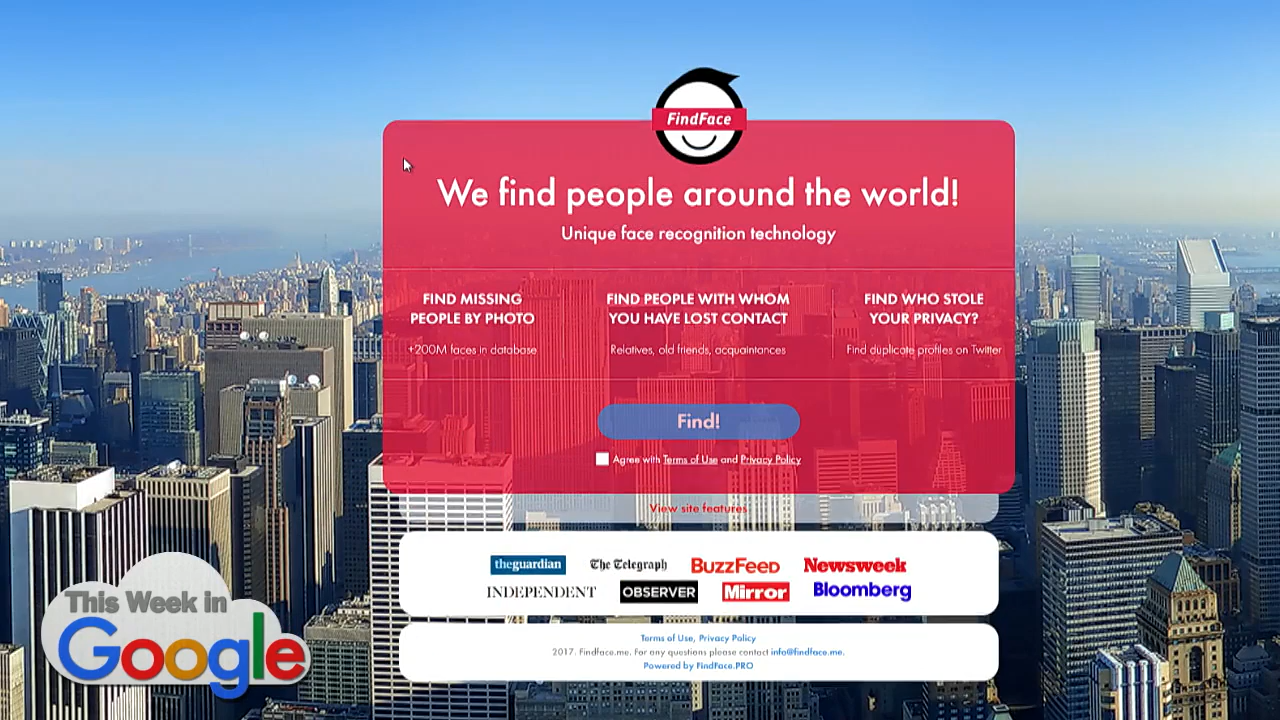 FindFace
We find people around the world!
Unique face recognition technology
FIND MISSING
PEOPLE BY PHOTO
+200M faces in database
FIND PEOPLE WITH WHOM
YOU HAVE LOST CONTACT
Relatives, old friends, acquaintances
FIND WHO STOLE
YOUR PRIVACY?
Find duplicate profiles on Twitter
Find!
Agree with Terms of Use and Privacy Policy
View site features
theguardian The Telegraph BuzzFeed Newsweek
INDEPENDENT OBSERVER Mirror Bloomberg
Terms of Use, Privacy Policy
2017. Findface.me. For any questions please contact info@findface.me.
Powered by FindFace.PRO
This Week in
Google